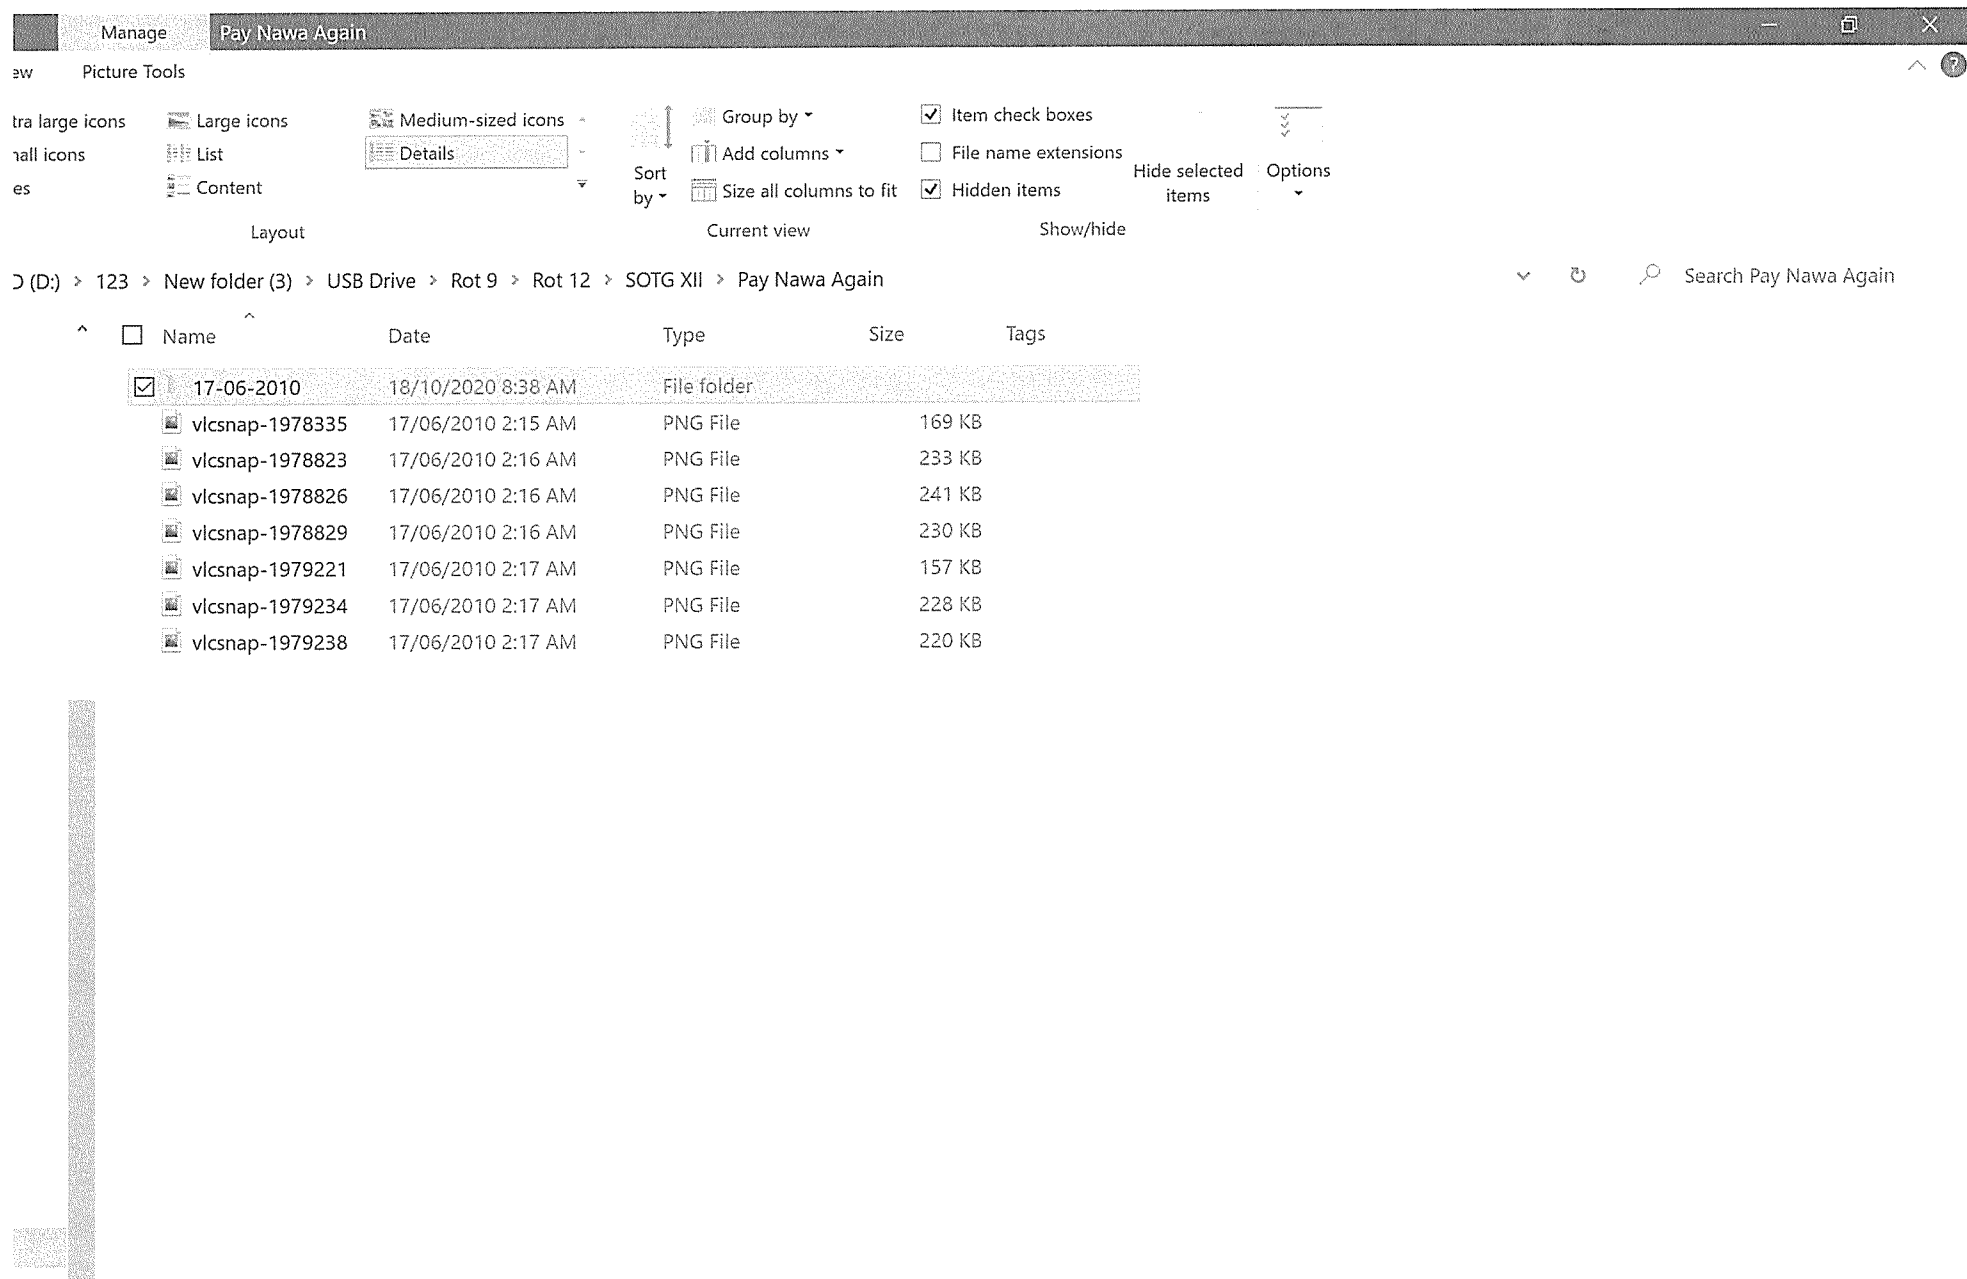 Manage Pay Nawa Again
ew Picture Tools
tra large icons Large icons Medium-sized icons
nall icons List Details
es Content
Sort by
Group by
Add columns
Size all columns to fit
Item check boxes
File name extensions
Hidden items
Hide selected items
Options
Layout Current view Show/hide
(D:) > 123 > New folder (3) > USB Drive > Rot 9 > Rot 12 > SOTG XII > Pay Nawa Again Search Pay Nawa Again
Name Date Type Size Tags
17-06-2010 18/10/2020 8:38 AM File folder
vlcsnap-1978335 17/06/2010 2:15 AM PNG File 169 KB
vlcsnap-1978823 17/06/2010 2:16 AM PNG File 233 KB
vlcsnap-1978826 17/06/2010 2:16 AM PNG File 241 KB
vlcsnap-1978829 17/06/2010 2:16 AM PNG File 230 KB
vlcsnap-1979221 17/06/2010 2:17 AM PNG File 157 KB
vlcsnap-1979234 17/06/2010 2:17 AM PNG File 228 KB
vlcsnap-1979238 17/06/2010 2:17 AM PNG File 220 KB